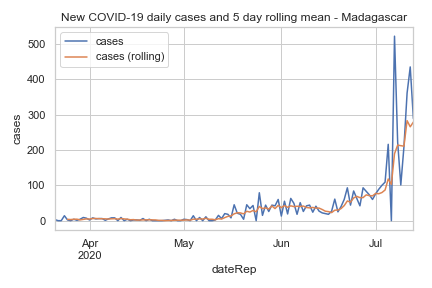 New COVID-19 daily cases and 5 day rolling mean - Madagascar
cases
cases (rolling)
500
400
300
200
100
0
cases
Apr
2020
May
Jun
Jul
dateRep